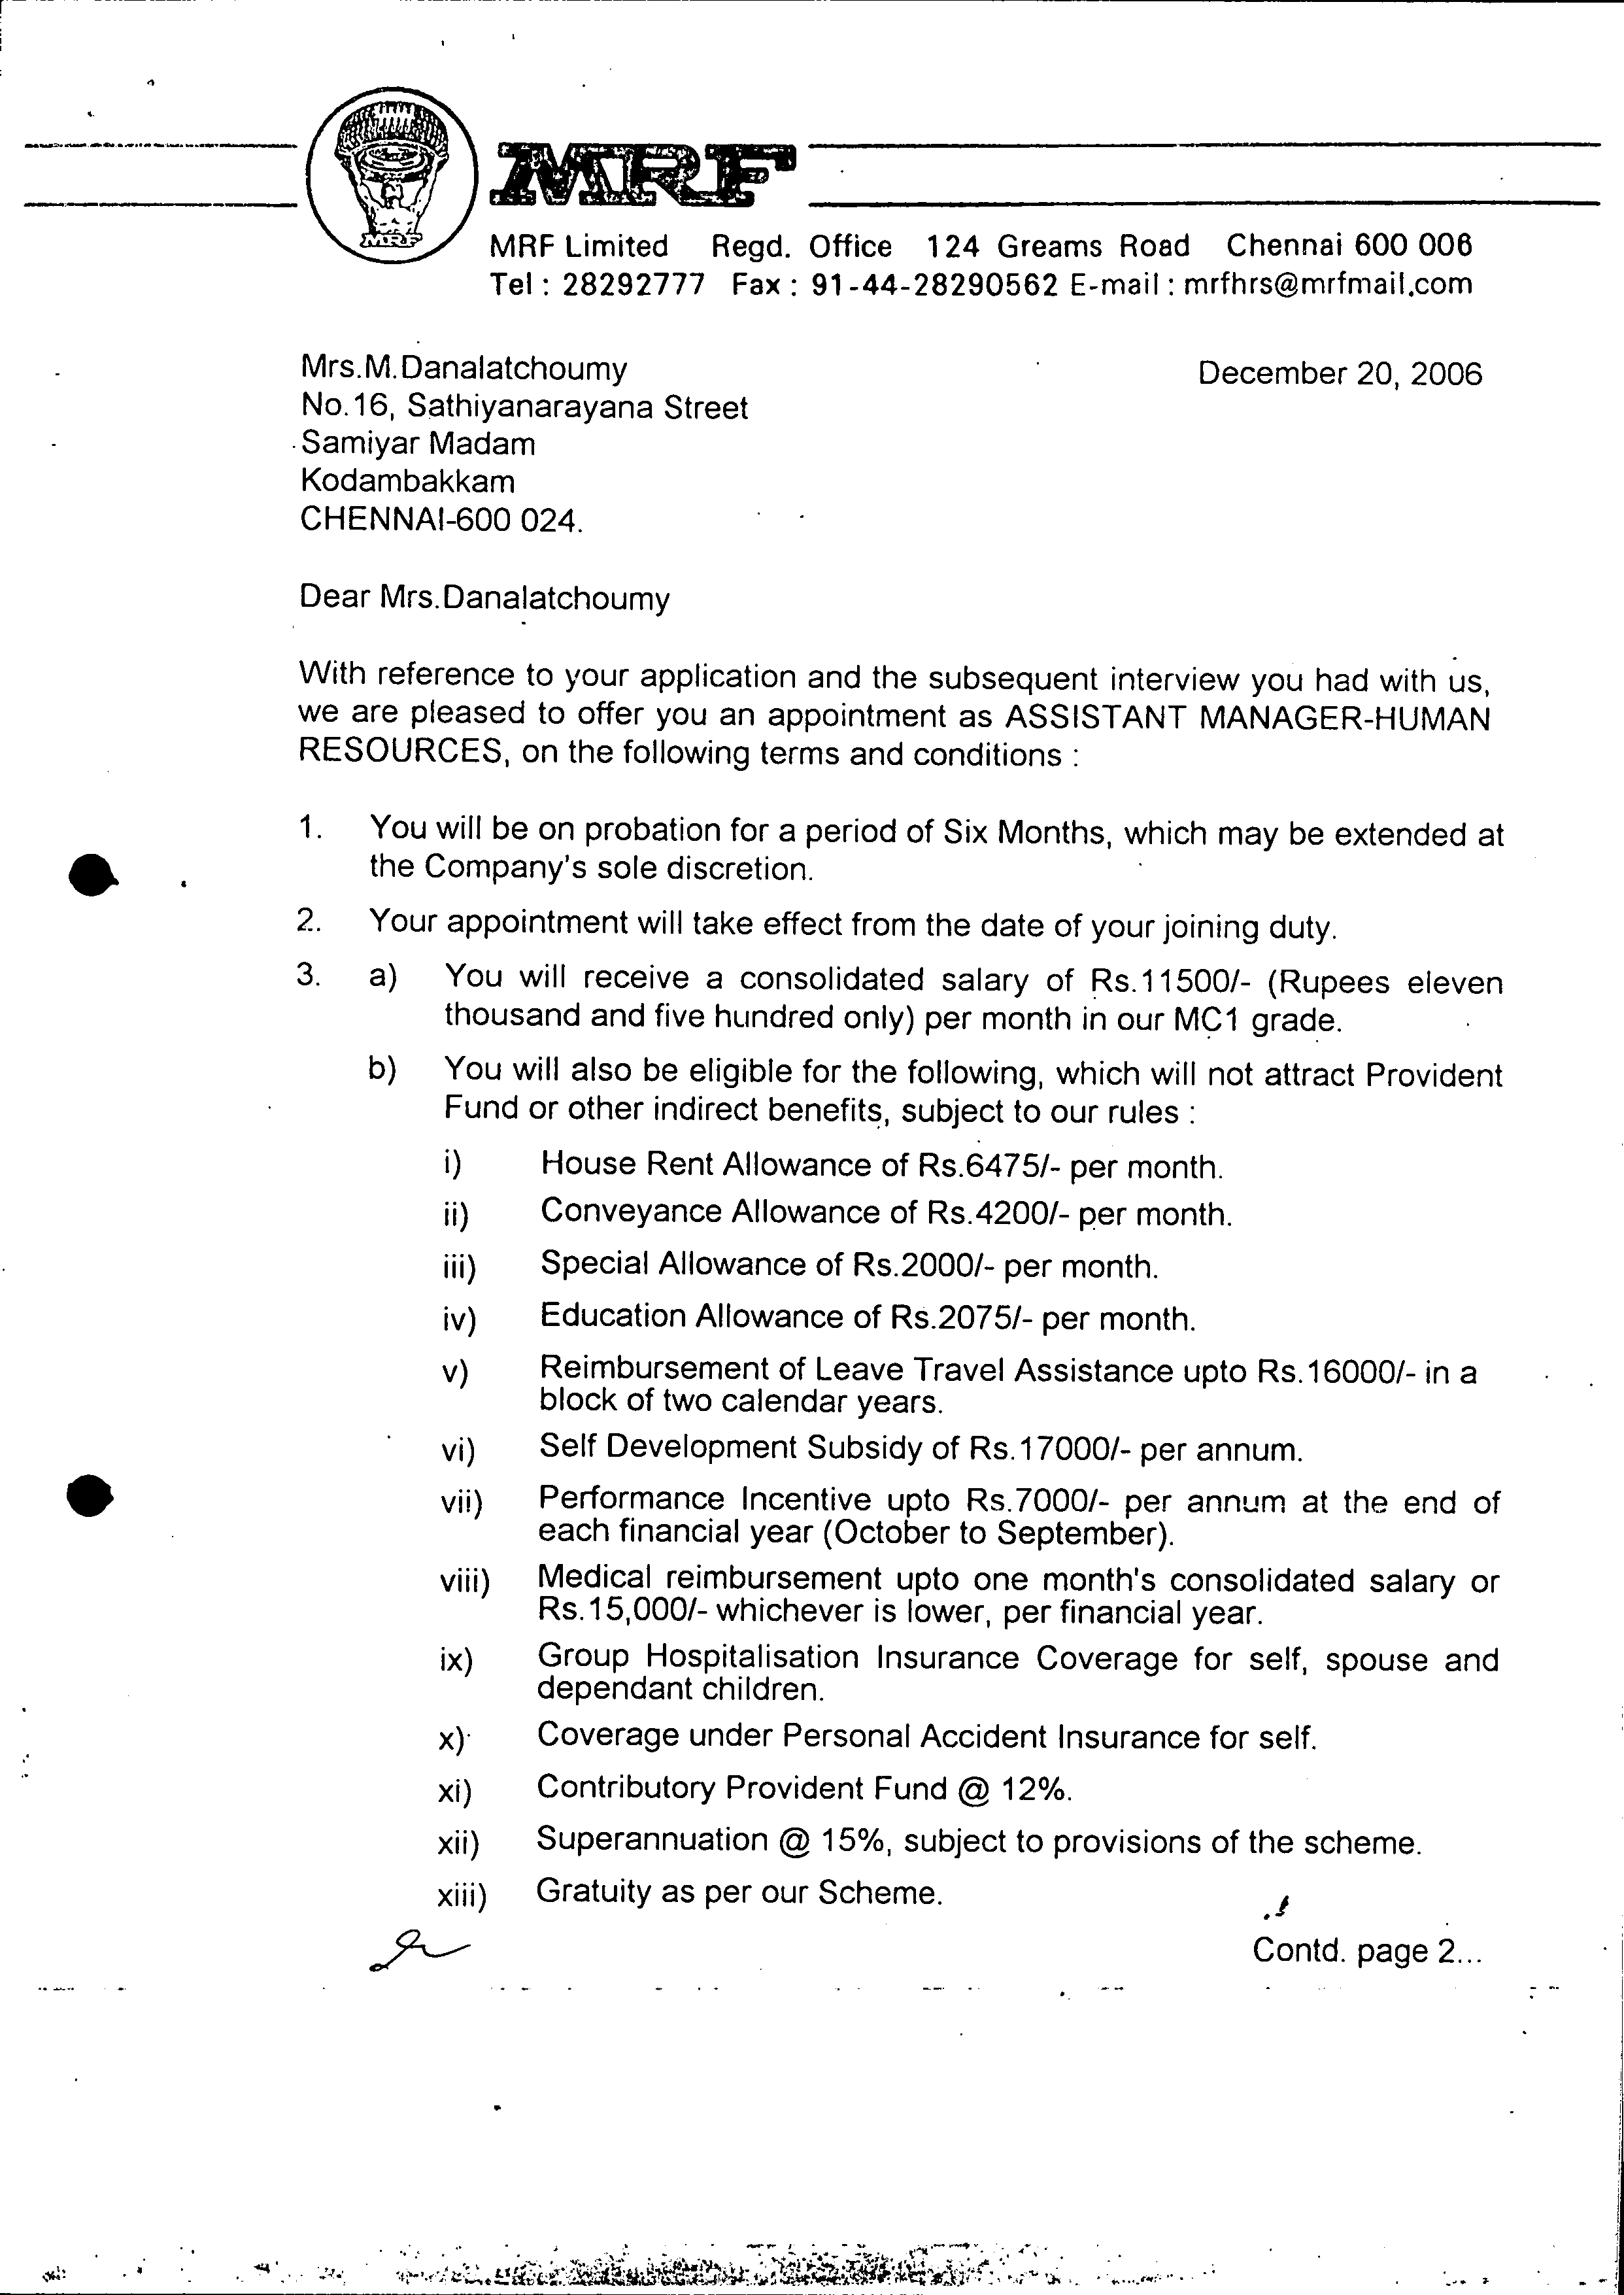 MRF
MRF
MRF Limited Regd. Office 124 Greams Road Chennai 600 006
Tel : 28292777 Fax : 91-44-28290562 E-mail : mrfhrs@mrfmail.com
Mrs.M.Danalatchoumy
December 20, 2006
No.16, Sathiyanarayana Street
Samiyar Madam
Kodambakkam
CHENNAI-600 024.
Dear Mrs.Danalatchoumy
With reference to your application and the subsequent interview you had with us,
we are pleased to offer you an appointment as ASSISTANT MANAGER-HUMAN
RESOURCES, on the following terms and conditions :
1. You will be on probation for a period of Six Months, which may be extended at
the Company's sole discretion.
2. Your appointment will take effect from the date of your joining duty.
3. a) You will receive a consolidated salary of Rs.11500/- (Rupees eleven
thousand and five hundred only) per month in our MC1 grade.
b) You will also be eligible for the following, which will not attract Provident
Fund or other indirect benefits, subject to our rules :
i) House Rent Allowance of Rs.6475/- per month.
ii) Conveyance Allowance of Rs.4200/- per month.
iii) Special Allowance of Rs.2000/- per month.
iv) Education Allowance of Rs.2075/- per month.
v) Reimbursement of Leave Travel Assistance upto Rs.16000/- in a
block of two calendar years.
vi) Self Development Subsidy of Rs.17000/- per annum.
vii) Performance Incentive upto Rs.7000/- per annum at the end of
each financial year (October to September).
viii) Medical reimbursement upto one month's consolidated salary or
Rs.15,000/- whichever is lower, per financial year.
ix) Group Hospitalisation Insurance Coverage for self, spouse and
dependant children.
x) Coverage under Personal Accident Insurance for self.
xi) Contributory Provident Fund @ 12%.
xii) Superannuation @ 15%, subject to provisions of the scheme.
xiii) Gratuity as per our Scheme.
Contd. page 2...